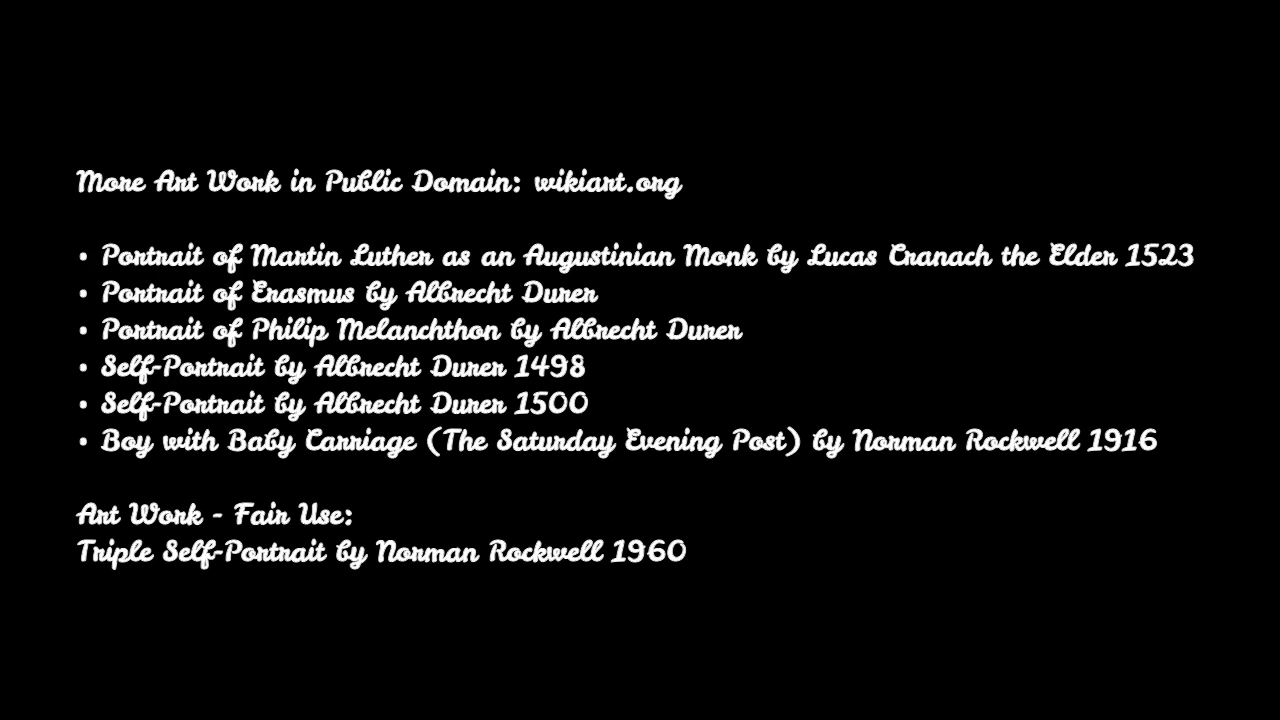 More Art Work in Public Domain: wikiart.org
• Portrait of Martin Luther as an Augustinian Monk by Lucas Cranach the Elder 1523
• Portrait of Erasmus by Albrecht Durer
• Portrait of Philip Melanchthon by Albrecht Durer
• Self-Portrait by Albrecht Durer 1498
• Self-Portrait by Albrecht Durer 1500
• Boy with Baby Carriage (The Saturday Evening Post) by Norman Rockwell 1916
Art Work - Fair Use:
Triple Self-Portrait by Norman Rockwell 1960